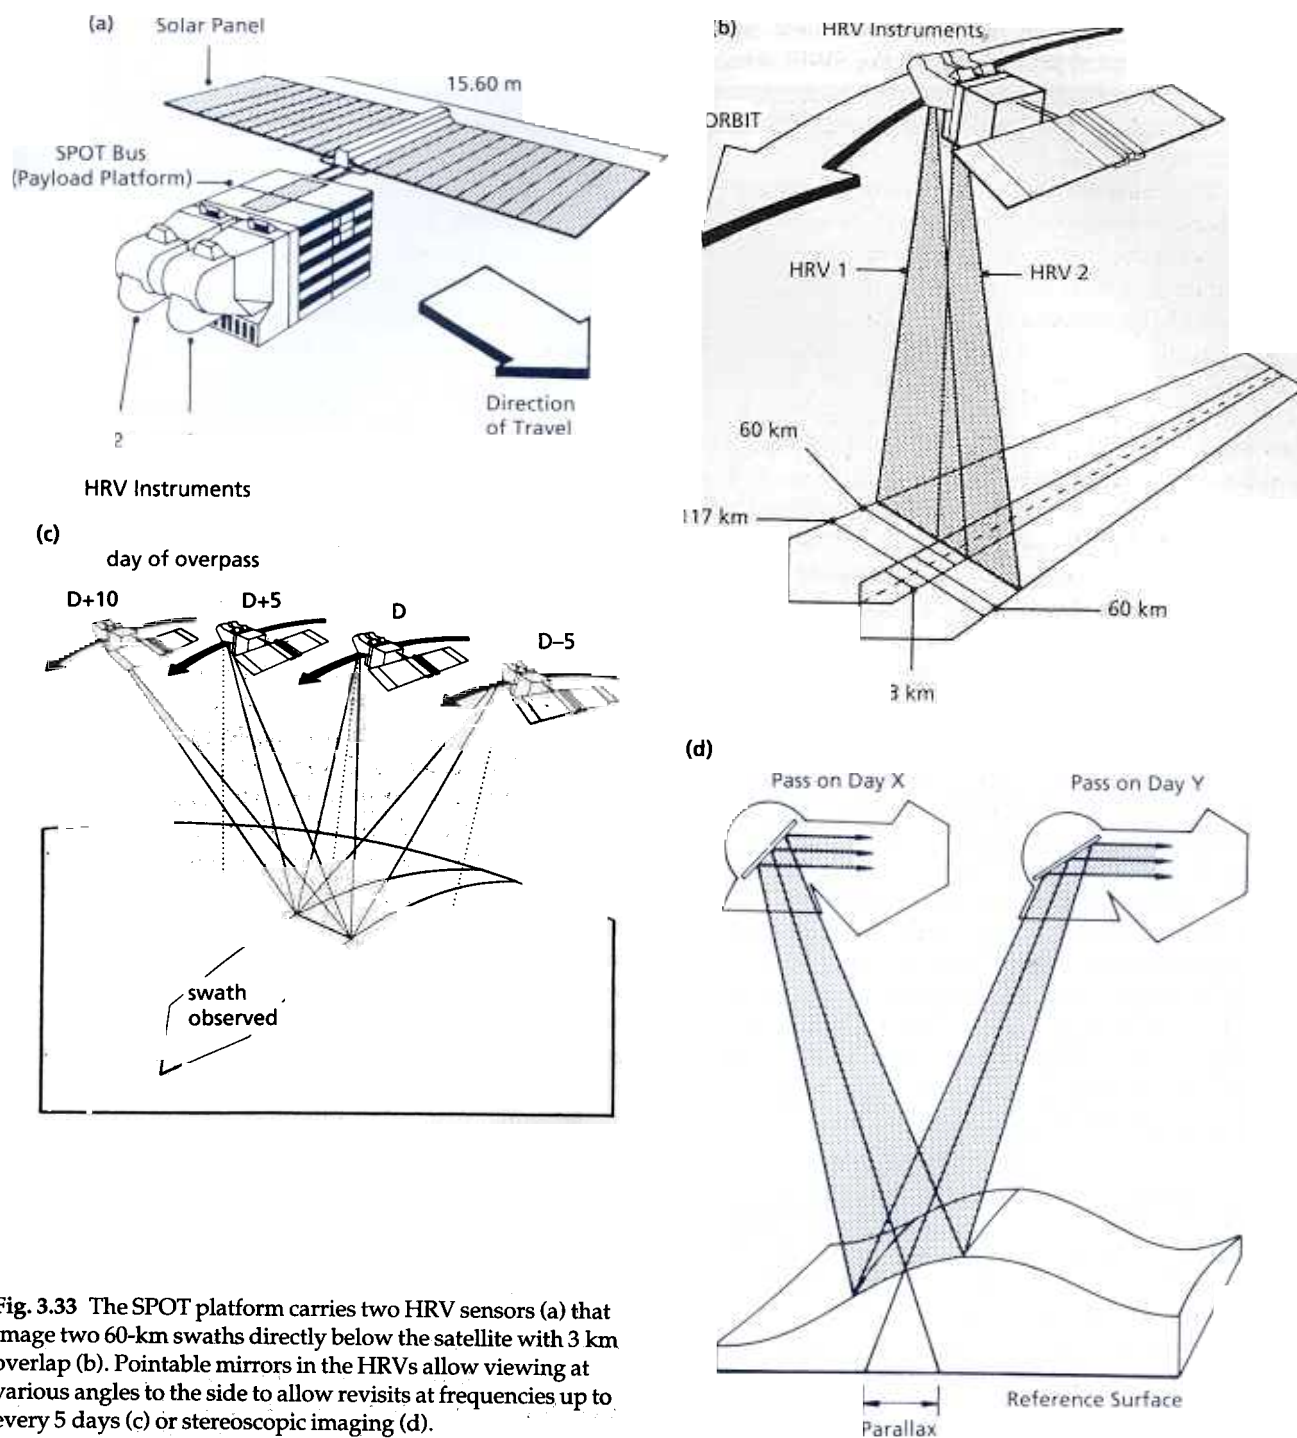 (a)
Solar Panel
15.60 m
SPOT Bus
(Payload Platform)
Direction
of Travel
2
HRV Instruments
(b)
HRV Instruments
ORBIT
HRV 1
HRV 2
60 km
117 km
60 km
3 km
(c)
day of overpass
D+10
D+5
D
D–5
swath
observed
(d)
Pass on Day X
Pass on Day Y
Reference Surface
Parallax
Fig. 3.33 The SPOT platform carries two HRV sensors (a) that
image two 60-km swaths directly below the satellite with 3 km
overlap (b). Pointable mirrors in the HRVs allow viewing at
various angles to the side to allow revisits at frequencies up to
every 5 days (c) or stereoscopic imaging (d).